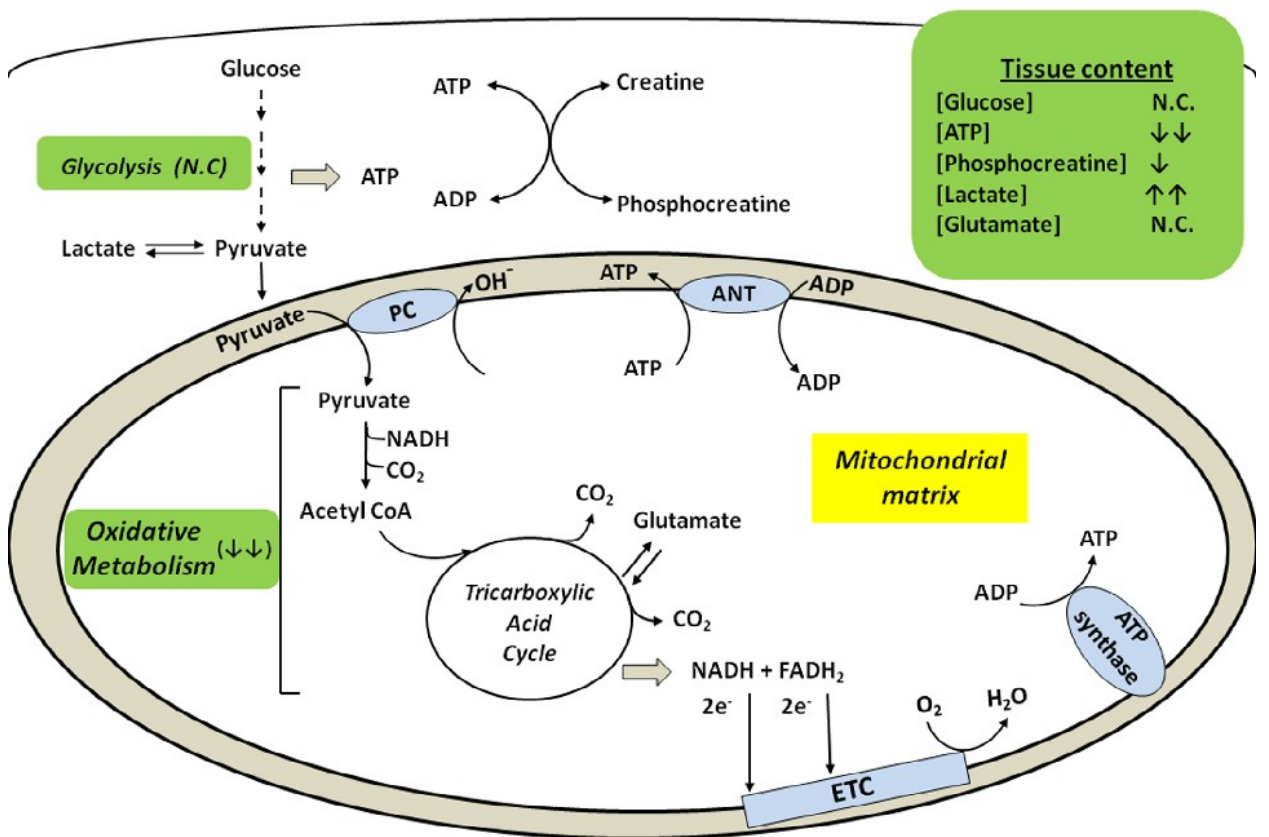 Glucose
Glycolysis (N.C)
ATP
Lactate
Pyruvate
ATP
Creatine
ADP
Phosphocreatine
Tissue content
[Glucose] N.C.
[ATP] ↓↓
[Phosphocreatine] ↓
[Lactate] ↑↑
[Glutamate] N.C.
Pyruvate
PC
OH⁻
ATP
ANT
ADP
ATP
ADP
Pyruvate
NADH
CO₂
Acetyl CoA
Oxidative
Metabolism (↓↓)
Mitochondrial
matrix
CO₂
Glutamate
Tricarboxylic
Acid
Cycle
CO₂
NADH + FADH₂
2e⁻ 2e⁻
ETC
O₂
H₂O
ADP
ATP
ATP
synthase